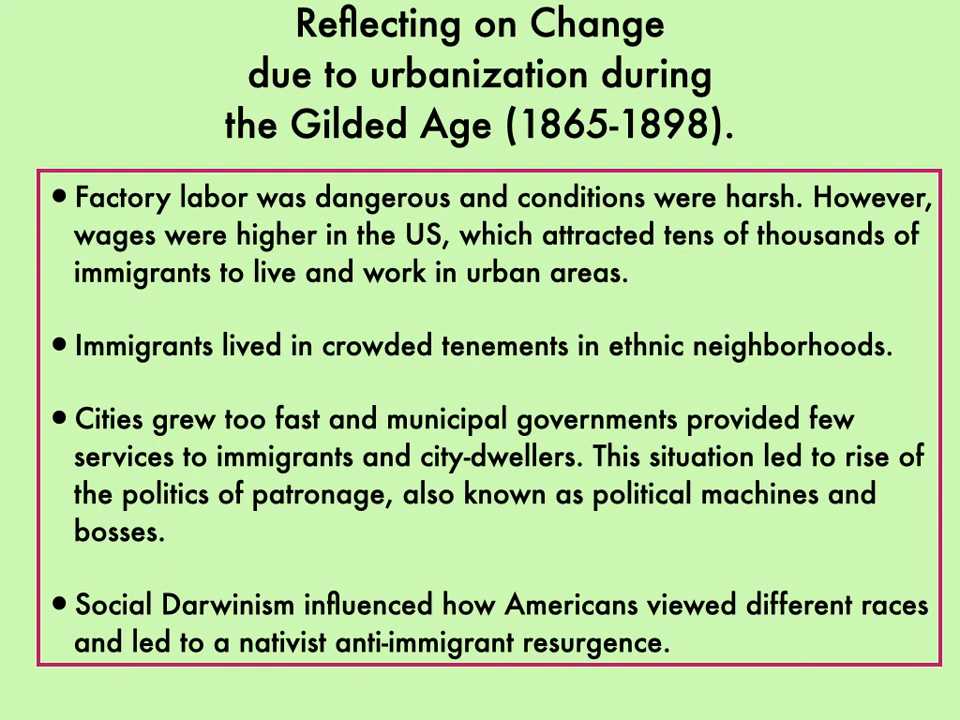 Reflecting on Change
due to urbanization during
the Gilded Age (1865-1898).
• Factory labor was dangerous and conditions were harsh. However,
wages were higher in the US, which attracted tens of thousands of
immigrants to live and work in urban areas.
• Immigrants lived in crowded tenements in ethnic neighborhoods.
• Cities grew too fast and municipal governments provided few
services to immigrants and city-dwellers. This situation led to rise of
the politics of patronage, also known as political machines and
bosses.
• Social Darwinism influenced how Americans viewed different races
and led to a nativist anti-immigrant resurgence.